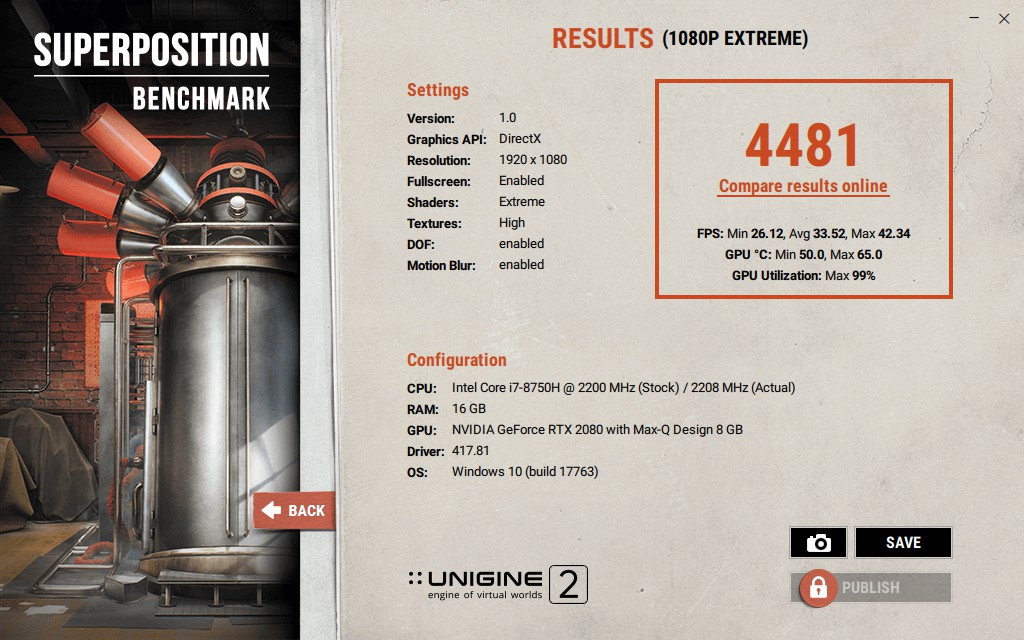 SUPERPOSITION
BENCHMARK
RESULTS (1080P EXTREME)
Settings
Version: 1.0
Graphics API: DirectX
Resolution: 1920 x 1080
Fullscreen: Enabled
Shaders: Extreme
Textures: High
DOF: enabled
Motion Blur: enabled
4481
Compare results online
FPS: Min 26.12, Avg 33.52, Max 42.34
GPU °C: Min 50.0, Max 65.0
GPU Utilization: Max 99%
Configuration
CPU: Intel Core i7-8750H @ 2200 MHz (Stock) / 2208 MHz (Actual)
RAM: 16 GB
GPU: NVIDIA GeForce RTX 2080 with Max-Q Design 8 GB
Driver: 417.81
OS: Windows 10 (build 17763)
BACK
SAVE
PUBLISH
UNIGINE 2
engine of virtual worlds